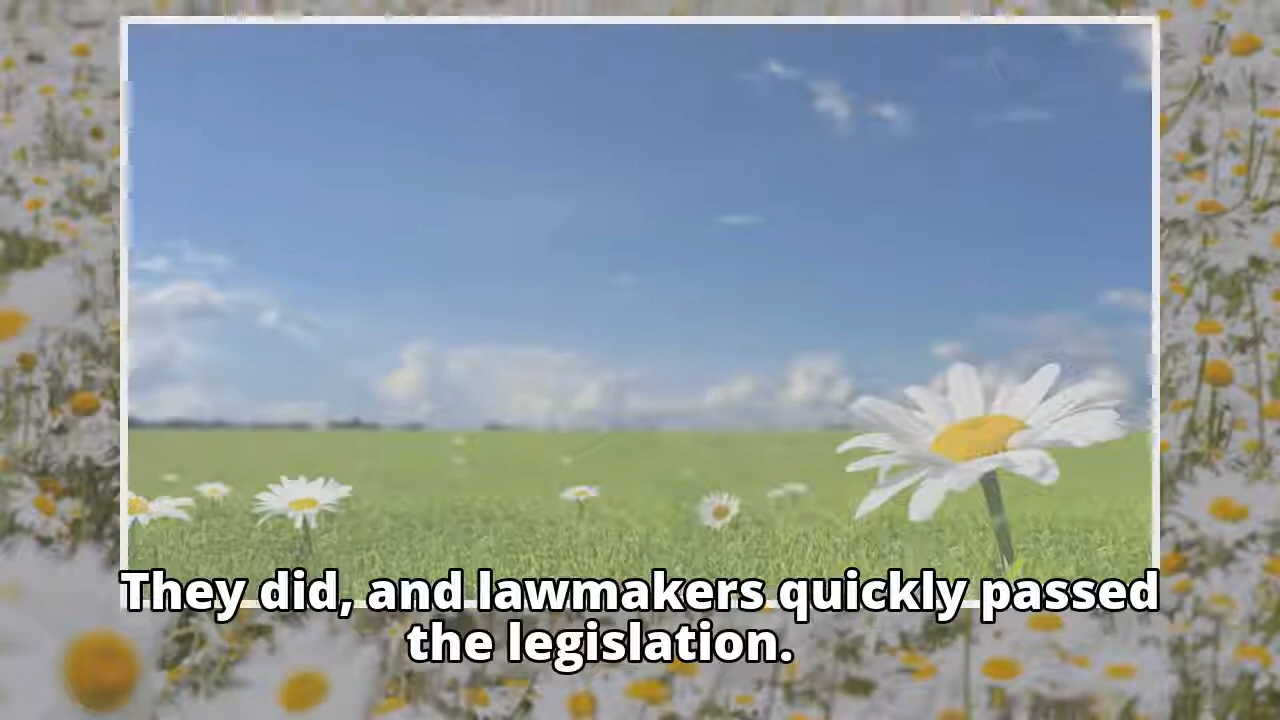 They did, and lawmakers quickly passed
the legislation.